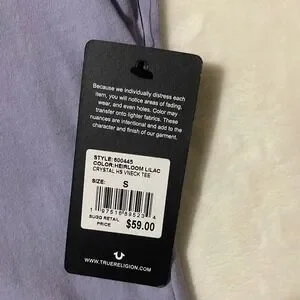 Because we individually distress each
item, you will notice areas of fading,
wear, and even holes. Color may
transfer onto lighter fabrics. These
nuances are intentional and add to the
character and finish of our garment.
STYLE:600445
COLOR:HEIRLOOM LILAC
CRYSTAL HS VNECK TEE
SIZE:
S
SUGG RETAIL
PRICE
$59.00
WWW.TRUERELIGION.COM